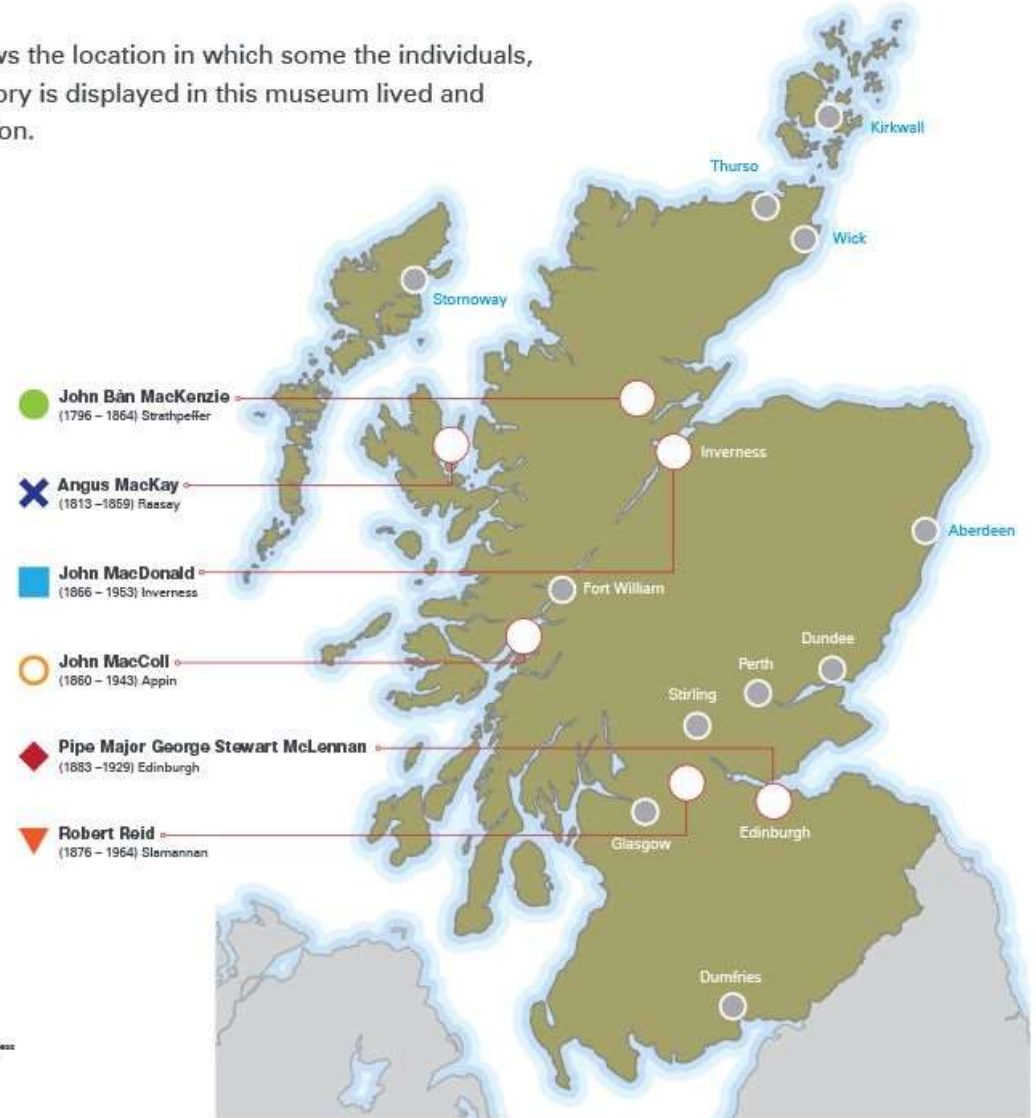 ws the location in which some the individuals,
ory is displayed in this museum lived and
on.
Kirkwall
Thurso
Wick
Stornoway
John Bàn MacKenzie
(1796 – 1864) Strathpeffer
Angus MacKay
(1813 –1859) Raasay
Inverness
Aberdeen
John MacDonald
(1866 – 1953) Inverness
Fort William
John MacColl
(1860 – 1943) Appin
Dundee
Perth
Stirling
Pipe Major George Stewart McLennan
(1883 –1929) Edinburgh
Robert Reid
(1876 – 1964) Slamannan
Glasgow
Edinburgh
Dumfries